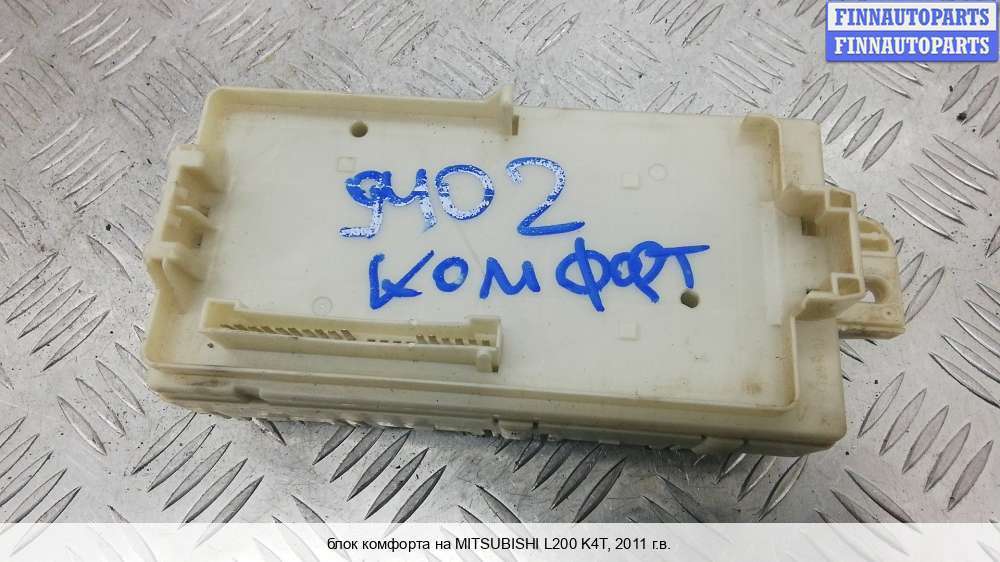 FINNAUTOPARTS
FINNAUTOPARTS
9402
КОМФОРТ
блок комфорта на MITSUBISHI L200 K4T, 2011 г.в.